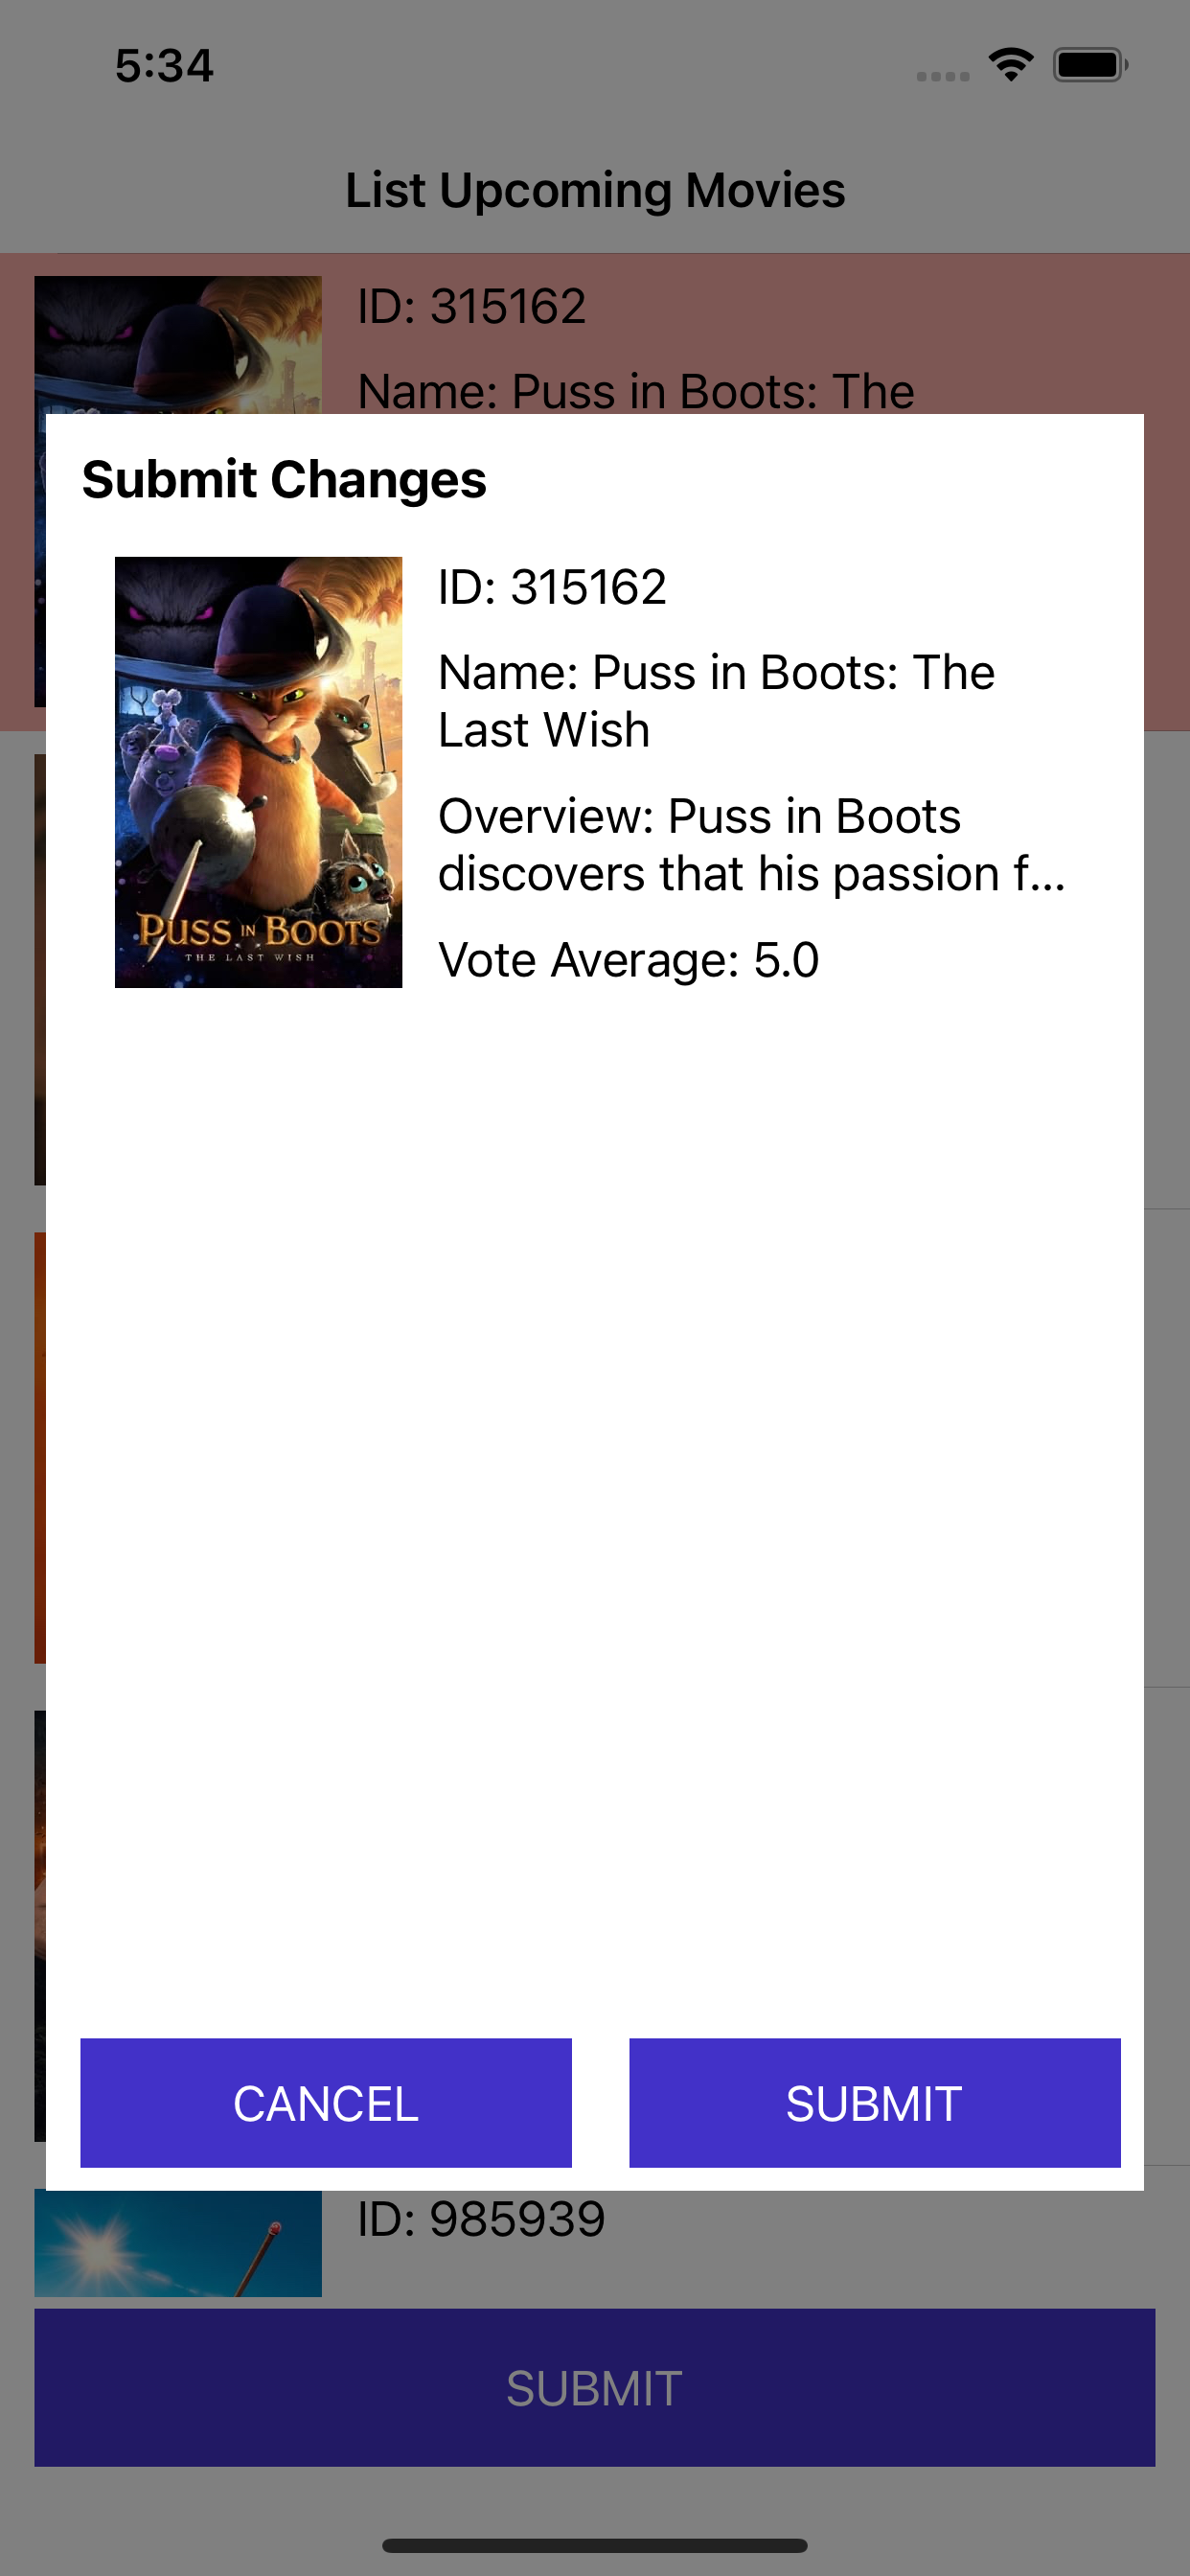 5:34
List Upcoming Movies
ID: 315162
Name: Puss in Boots: The
Submit Changes
ID: 315162
Name: Puss in Boots: The
Last Wish
Overview: Puss in Boots
discovers that his passion f...
Vote Average: 5.0
PUSS IN BOOTS
THE LAST WISH
CANCEL
SUBMIT
ID: 985939
SUBMIT